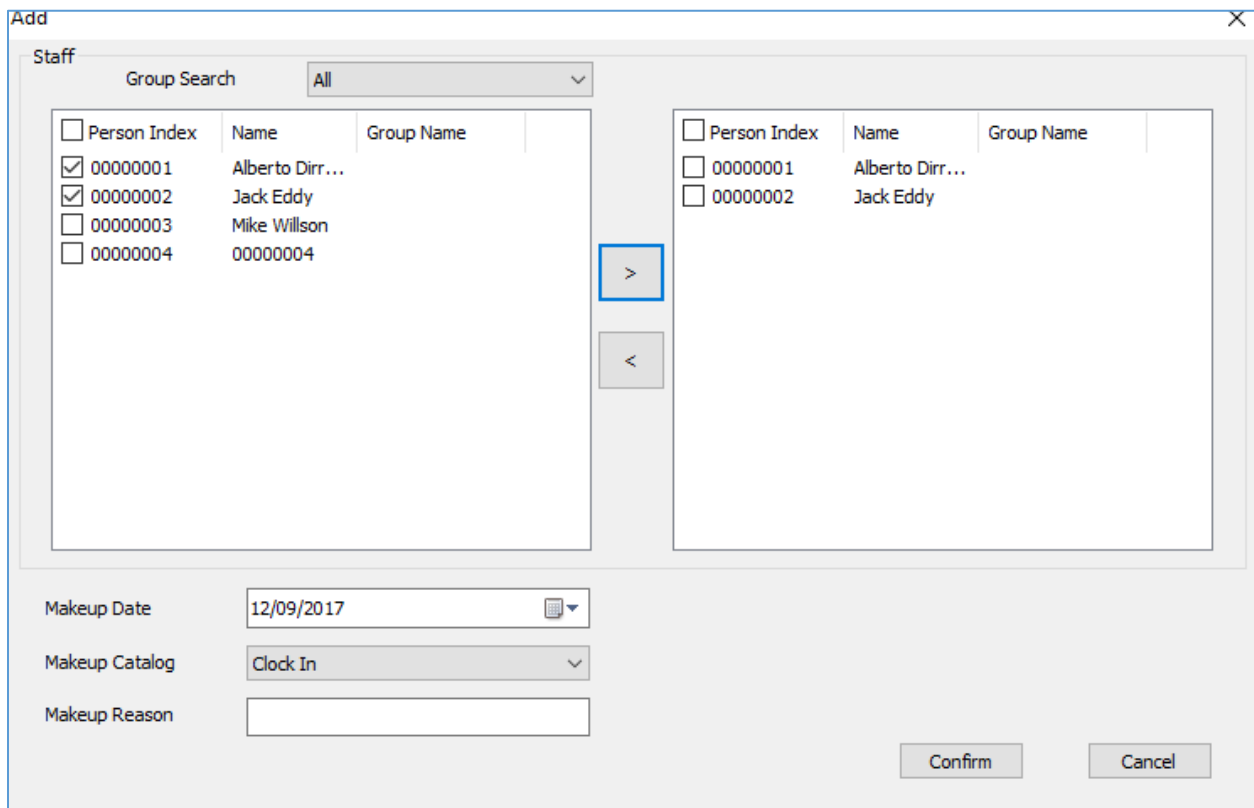 Add
Staff
Group Search All
Person Index Name Group Name
00000001 Alberto Dirr...
00000002 Jack Eddy
00000003 Mike Willson
00000004 00000004
>
<
Person Index Name Group Name
00000001 Alberto Dirr...
00000002 Jack Eddy
Makeup Date 12/09/2017
Makeup Catalog Clock In
Makeup Reason
Confirm Cancel